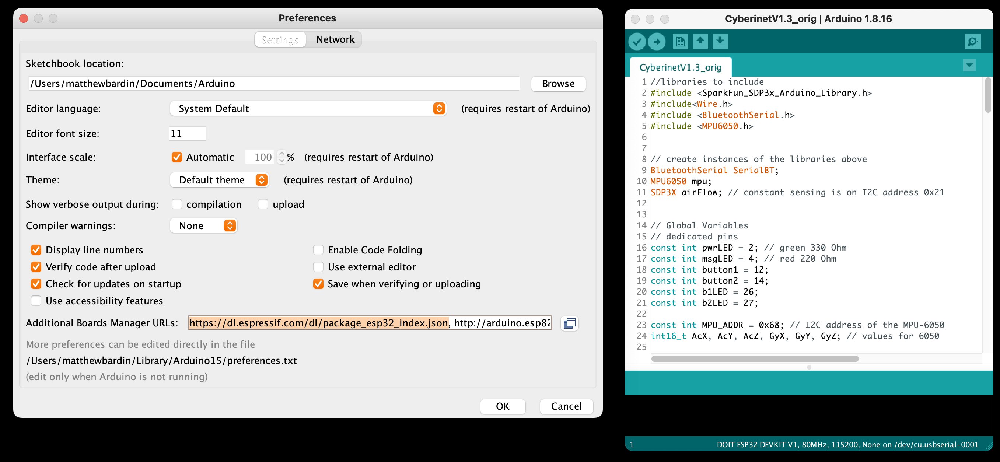 Preferences
Settings Network
Sketchbook location:
/Users/matthewbardin/Documents/Arduino Browse
Editor language: System Default (requires restart of Arduino)
Editor font size: 11
Interface scale: Automatic 100 % (requires restart of Arduino)
Theme: Default theme (requires restart of Arduino)
Show verbose output during: compilation upload
Compiler warnings: None
Display line numbers Enable Code Folding
Verify code after upload Use external editor
Check for updates on startup Save when verifying or uploading
Use accessibility features
Additional Boards Manager URLs: https://dl.espressif.com/dl/package_esp32_index.json, http://arduino.esp82
More preferences can be edited directly in the file
/Users/matthewbardin/Library/Arduino15/preferences.txt
(edit only when Arduino is not running)
OK Cancel
CyberinetV1.3_orig | Arduino 1.8.16
CyberinetV1.3_orig
1 //libraries to include
2 #include <SparkFun_SDP3x_Arduino_Library.h>
3 #include<Wire.h>
4 #include <BluetoothSerial.h>
5 #include <MPU6050.h>
6
7
8 // create instances of the libraries above
9 BluetoothSerial SerialBT;
10 MPU6050 mpu;
11 SDP3X airFlow; // constant sensing is on I2C address 0x21
12
13
14 // Global Variables
15 // dedicated pins
16 const int pwrLED = 2; // green 330 Ohm
17 const int msgLED = 4; // red 220 Ohm
18 const int button1 = 12;
19 const int button2 = 14;
20 const int b1LED = 26;
21 const int b2LED = 27;
22
23 const int MPU_ADDR = 0x68; // I2C address of the MPU-6050
24 int16_t AcX, AcY, AcZ, GyX, GyY, GyZ; // values for 6050
25
1 DOIT ESP32 DEVKIT V1, 80MHz, 115200, None on /dev/cu.usbserial-0001